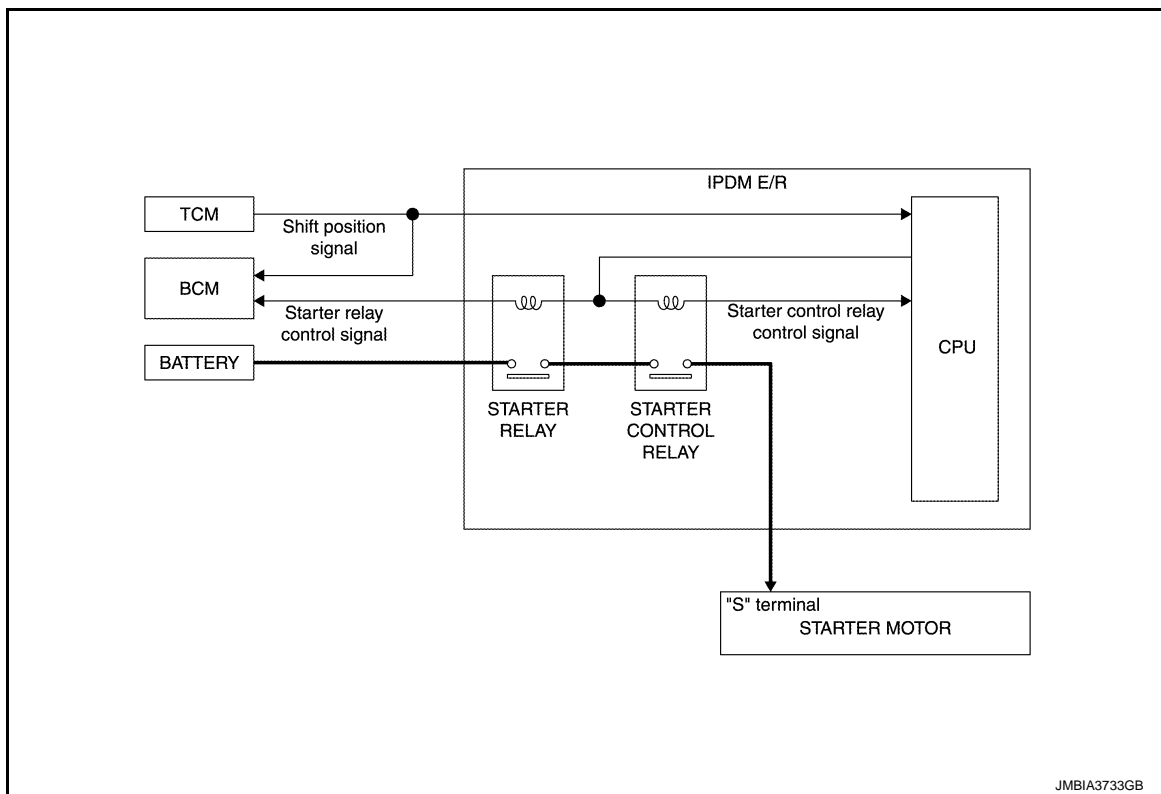 IPDM E/R
TCM
Shift position
signal
BCM
Starter relay
control signal
Starter control relay
control signal
CPU
BATTERY
STARTER
RELAY
STARTER
CONTROL
RELAY
"S" terminal
STARTER MOTOR
JMBIA3733GB